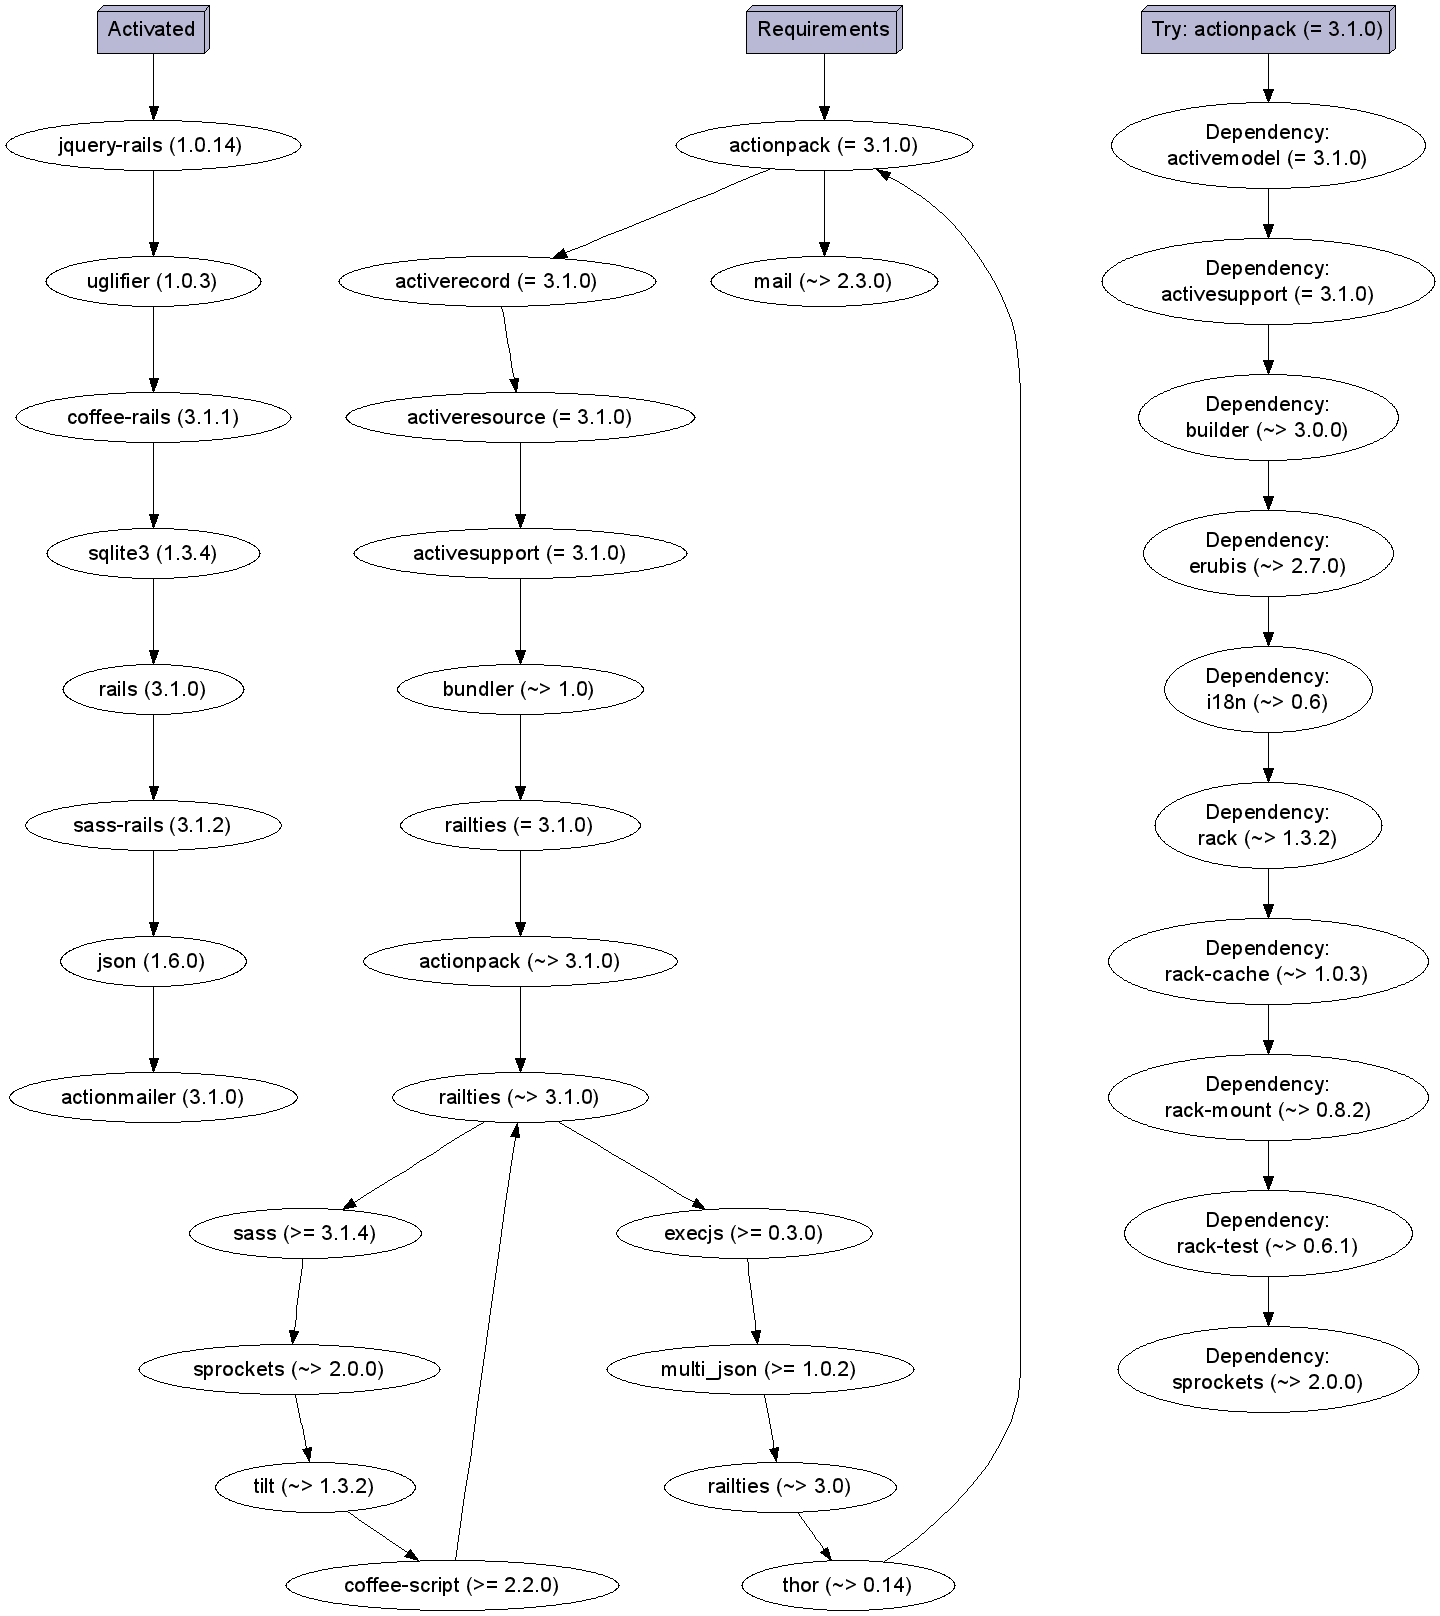 Activated
jquery-rails (1.0.14)
uglifier (1.0.3)
coffee-rails (3.1.1)
sqlite3 (1.3.4)
rails (3.1.0)
sass-rails (3.1.2)
json (1.6.0)
actionmailer (3.1.0)
Requirements
actionpack (= 3.1.0)
activerecord (= 3.1.0)
mail (~> 2.3.0)
activeresource (= 3.1.0)
activesupport (= 3.1.0)
bundler (~> 1.0)
railties (= 3.1.0)
actionpack (~> 3.1.0)
railties (~> 3.1.0)
sass (>= 3.1.4)
sprockets (~> 2.0.0)
tilt (~> 1.3.2)
coffee-script (>= 2.2.0)
execjs (>= 0.3.0)
multi_json (>= 1.0.2)
railties (~> 3.0)
thor (~> 0.14)
Try: actionpack (= 3.1.0)
Dependency:
activemodel (= 3.1.0)
Dependency:
activesupport (= 3.1.0)
Dependency:
builder (~> 3.0.0)
Dependency:
erubis (~> 2.7.0)
Dependency:
i18n (~> 0.6)
Dependency:
rack (~> 1.3.2)
Dependency:
rack-cache (~> 1.0.3)
Dependency:
rack-mount (~> 0.8.2)
Dependency:
rack-test (~> 0.6.1)
Dependency:
sprockets (~> 2.0.0)